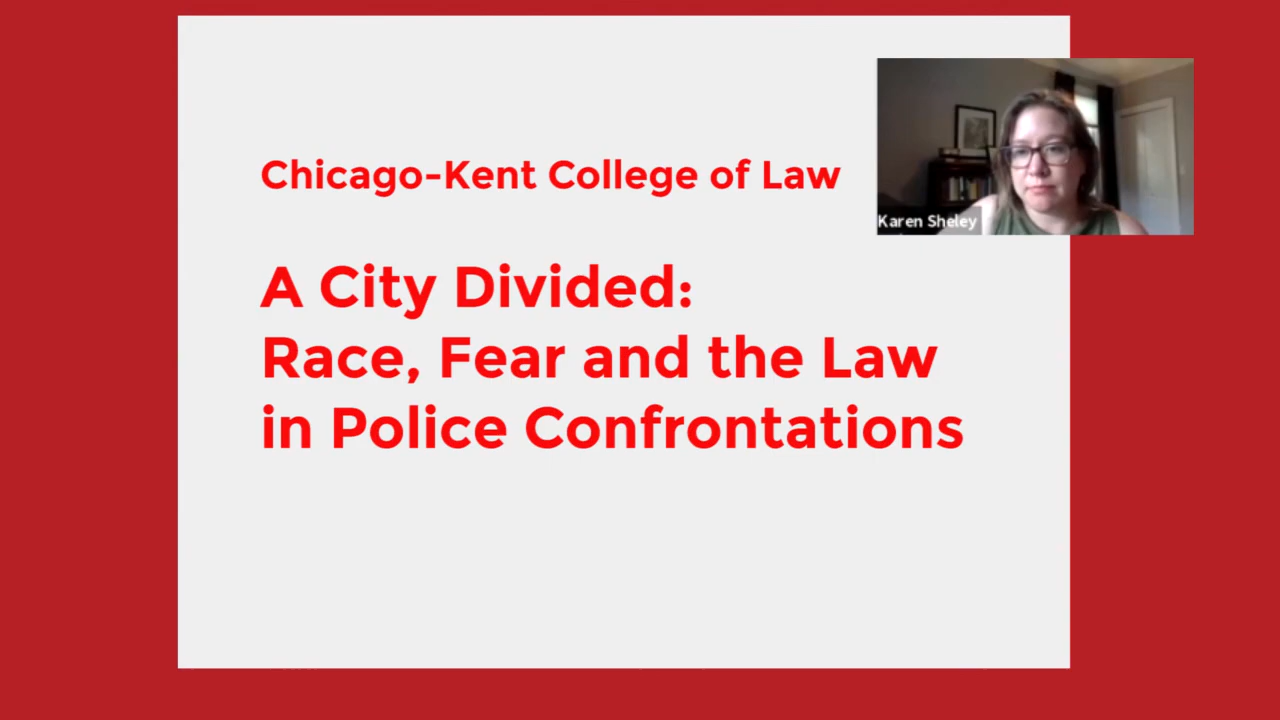 Chicago-Kent College of Law
Karen Sheley
A City Divided:
Race, Fear and the Law
in Police Confrontations